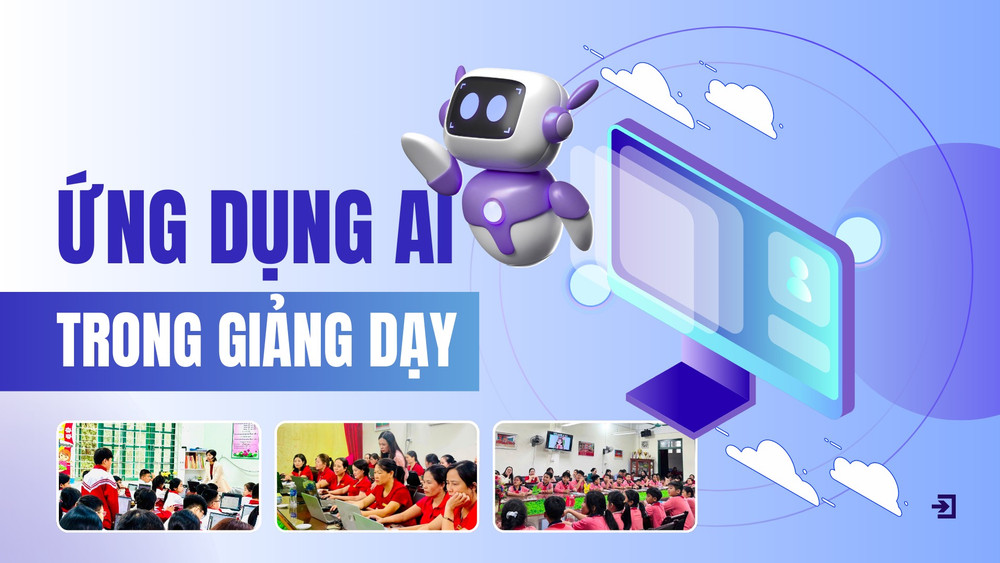 ỨNG DỤNG AI
TRONG GIẢNG DẠY